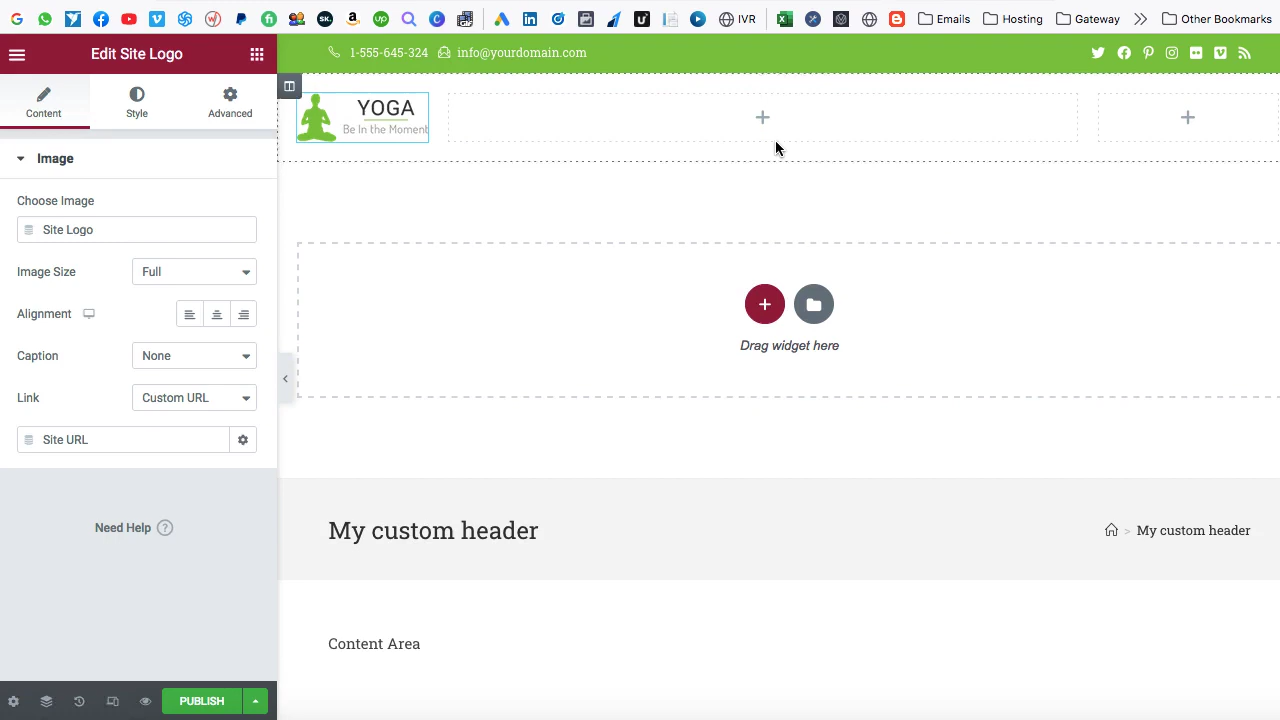 IVR
Emails
Hosting
Gateway
Other Bookmarks
Edit Site Logo
1-555-645-324
info@yourdomain.com
Content
Style
Advanced
YOGA
Be In the Moment
Image
Choose Image
Site Logo
Image Size
Full
Alignment
Caption
None
Link
Custom URL
Site URL
Drag widget here
Need Help
My custom header
> My custom header
Content Area
PUBLISH